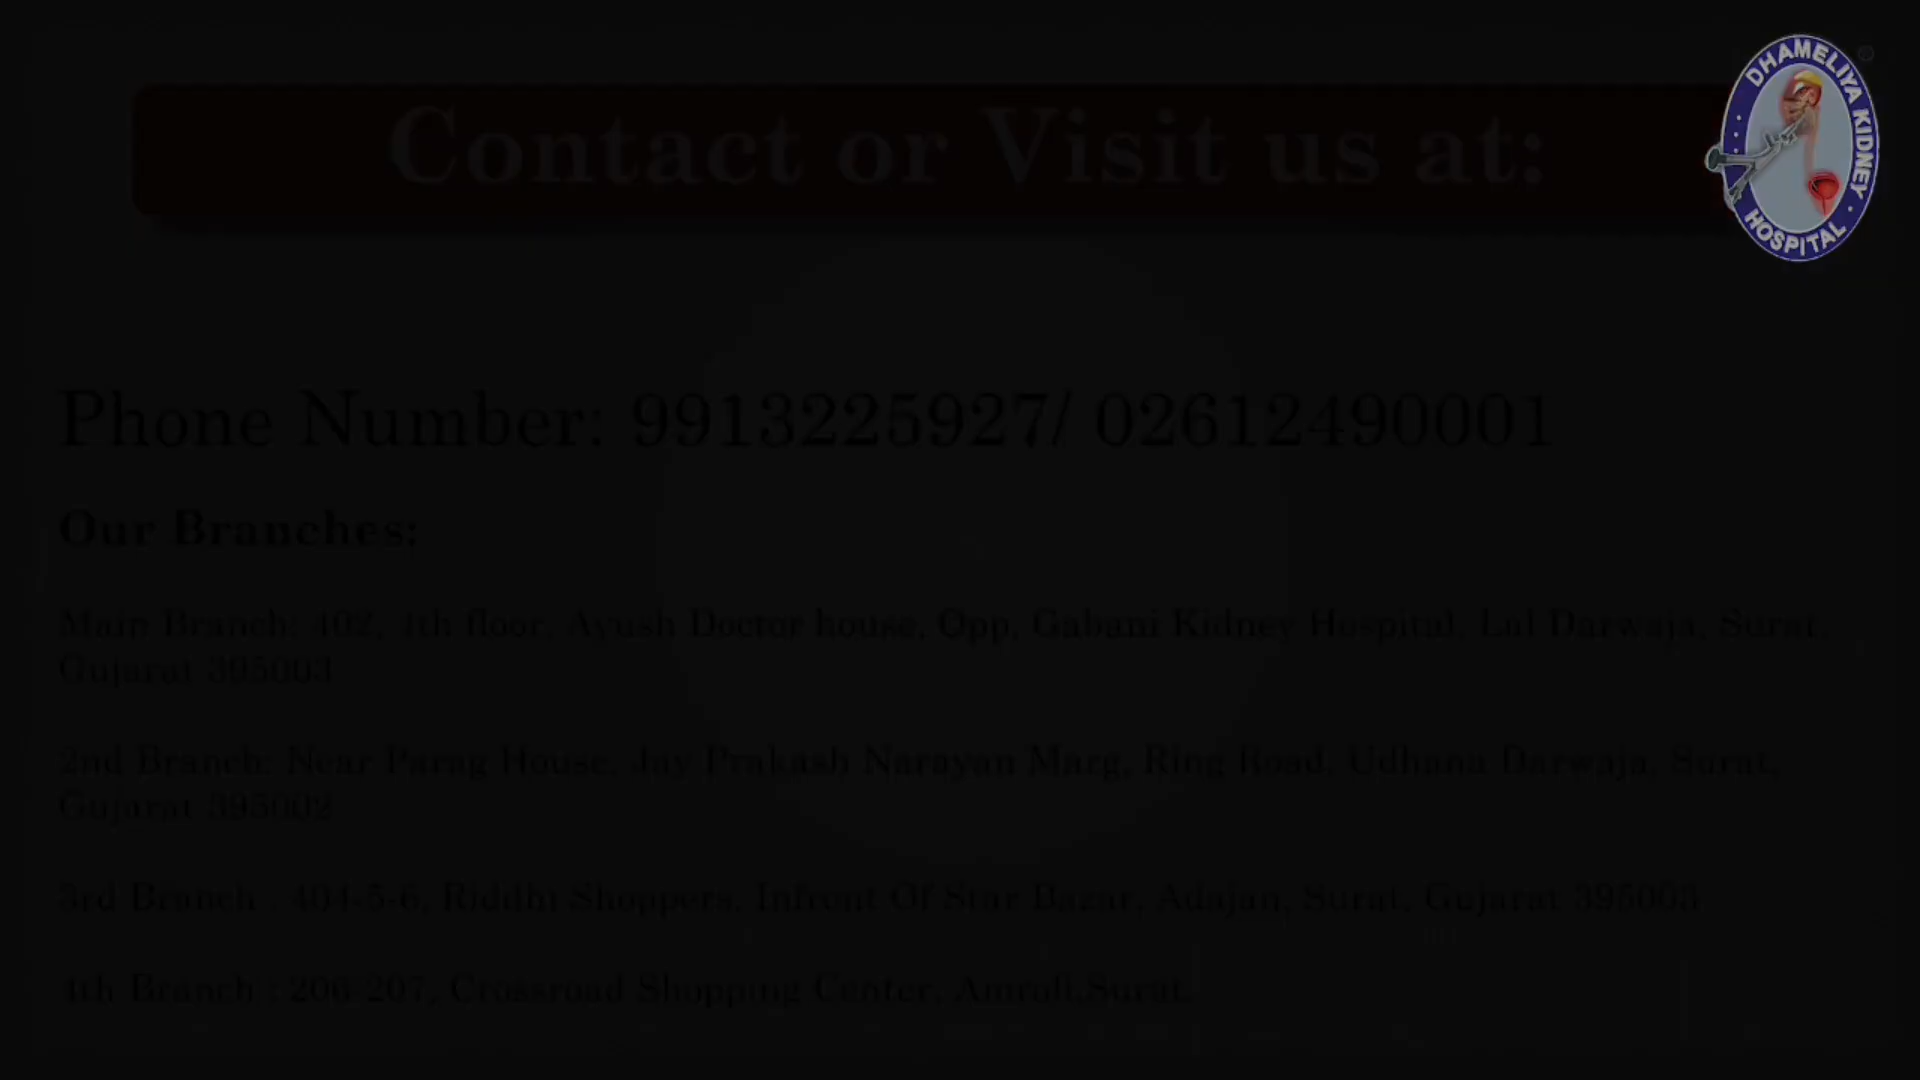 Contact or Visit us at:
DHAMELIYA KIDNEY
HOSPITAL
Phone Number: 9913225927/ 02612490001
Our Branches:
Main Branch: 402, 4th floor, Ayush Doctor house, Opp, Gabani Kidney Hospital, Lal Darwaja, Surat,
Gujarat 395003
2nd Branch: Near Parag House, Jay Prakash Narayan Marg, Ring Road, Udhana Darwaja, Surat,
Gujarat 395002
3rd Branch : 404-5-6, Riddhi Shoppers, Infront Of Star Bazar, Adajan, Surat, Gujarat 395003
4th Branch : 206-207, Crossroad Shopping Center, Amroli,Surat